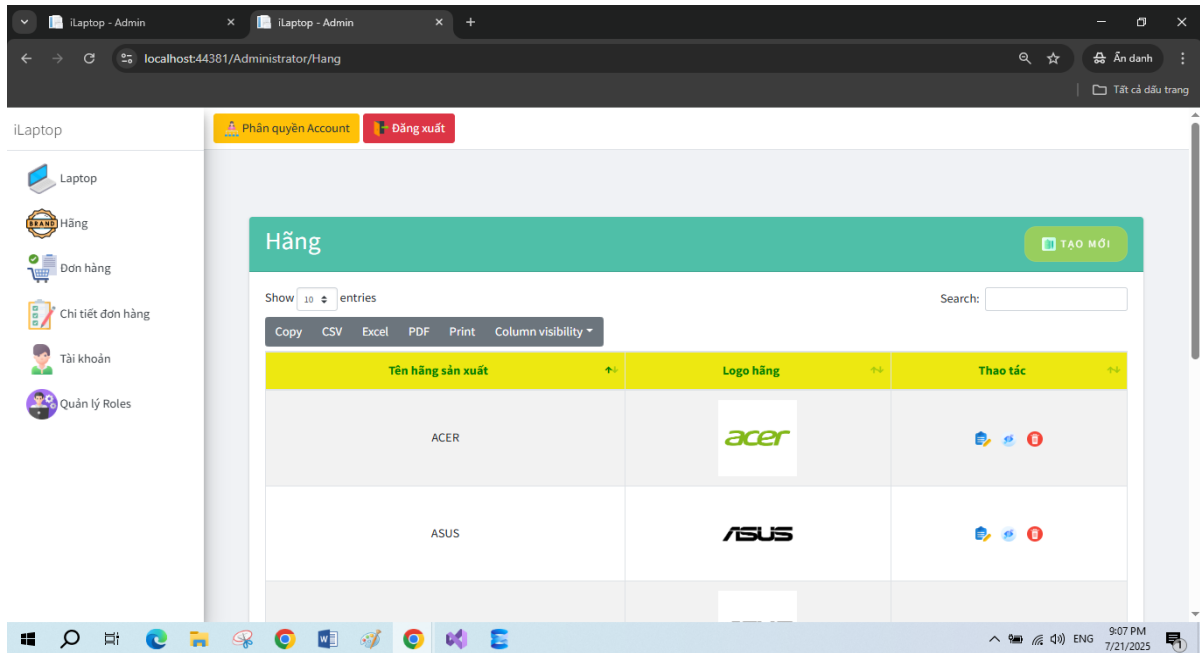 iLaptop - Admin
iLaptop - Admin
localhost:44381/Administrator/Hang
Ẩn danh
Tất cả dấu trang
iLaptop
Phân quyền Account
Đăng xuất
Laptop
BRAND
Hãng
Đơn hàng
Chi tiết đơn hàng
Tài khoản
Quản lý Roles
Hãng
TẠO MỚI
Show 10 entries
Search:
Copy CSV Excel PDF Print Column visibility
Tên hãng sản xuất Logo hãng Thao tác
ACER acer
ASUS ASUS
ENG
9:07 PM
7/21/2025
1